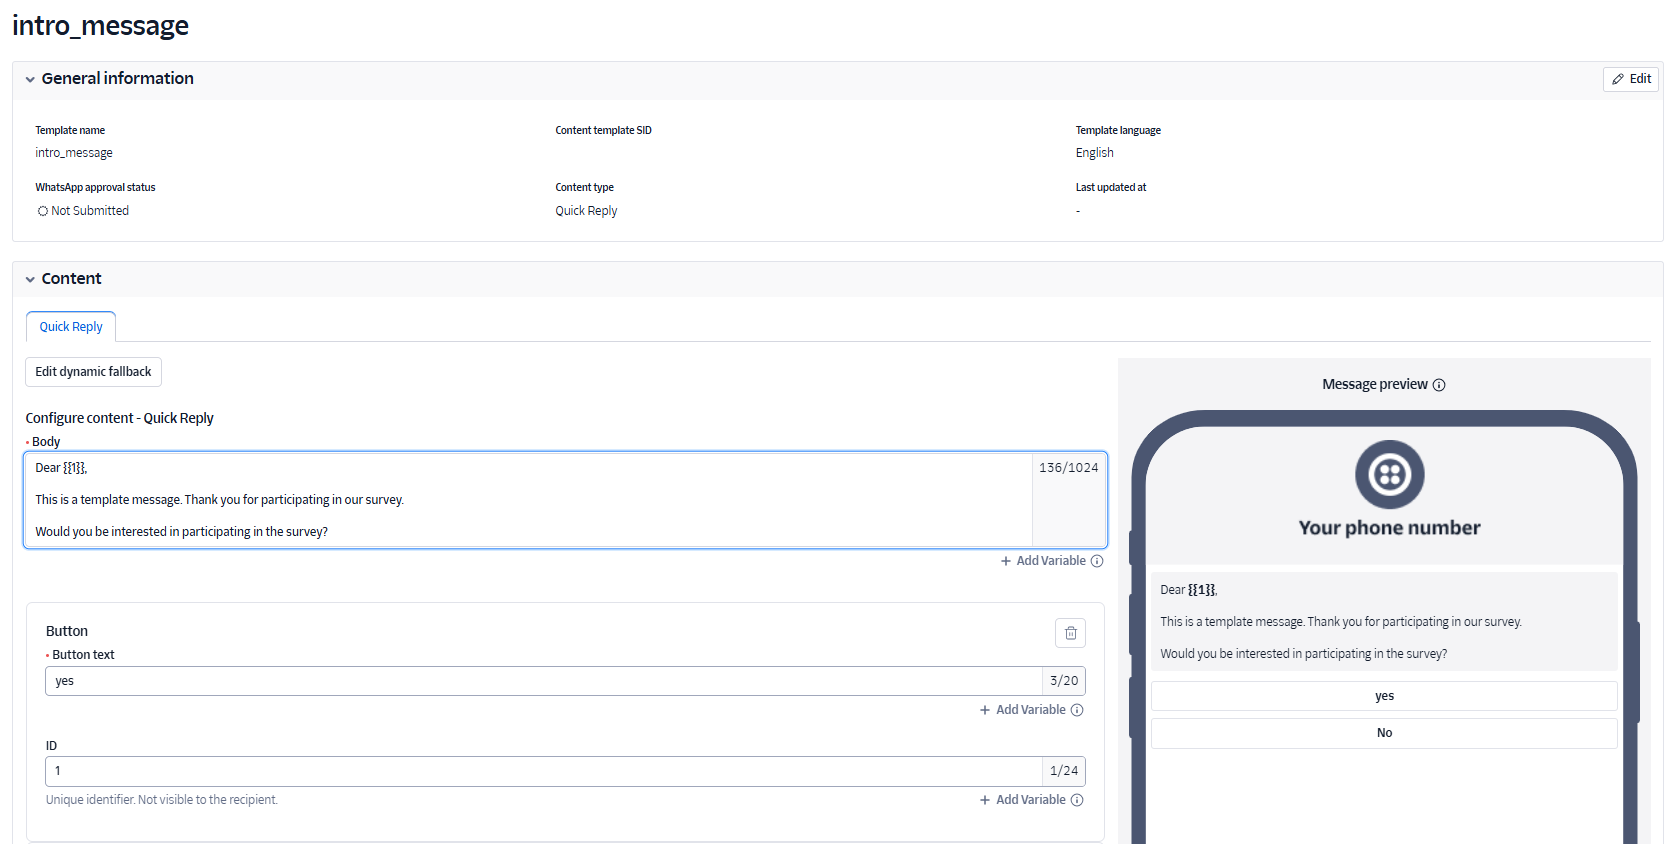 intro_message
General information
Edit
Template name
Content template SID
Template language
intro_message
English
WhatsApp approval status
Content type
Last updated at
Not Submitted
Quick Reply
-
Content
Quick Reply
Edit dynamic fallback
Configure content - Quick Reply
Body
Dear {{1}},
136/1024
This is a template message. Thank you for participating in our survey.
Would you be interested in participating in the survey?
+ Add Variable
Button
Button text
yes
3/20
+ Add Variable
ID
1
1/24
Unique identifier. Not visible to the recipient.
+ Add Variable
Message preview
Your phone number
Dear {{1}},
This is a template message. Thank you for participating in our survey.
Would you be interested in participating in the survey?
yes
No